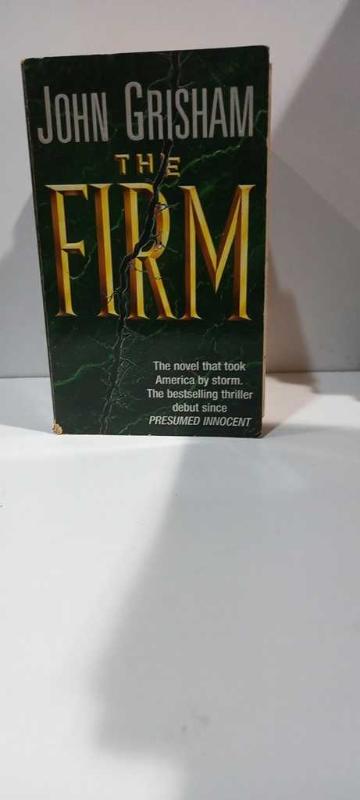 JOHN GRISHAM
THE
FIRM
The novel that took
America by storm.
The bestselling thriller
debut since
PRESUMED INNOCENT